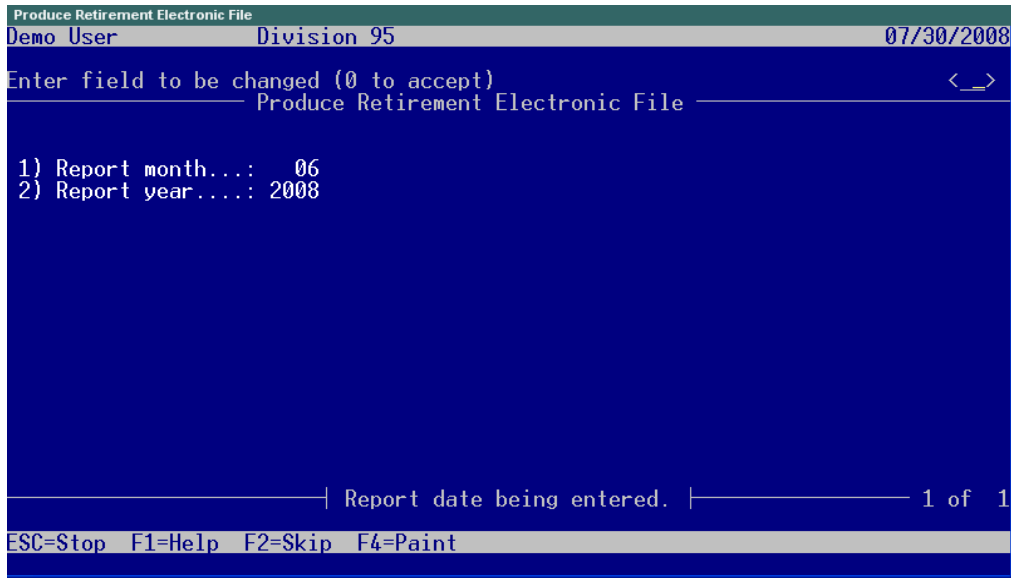 Produce Retirement Electronic File
Demo User Division 95 07/30/2008
Enter field to be changed (0 to accept) <__>
Produce Retirement Electronic File
1) Report month...: 06
2) Report year....: 2008
Report date being entered. 1 of 1
ESC=Stop F1=Help F2=Skip F4=Paint